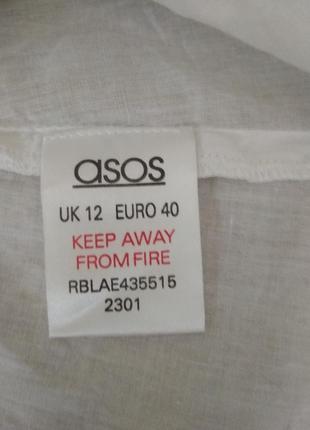 asos
UK 12 EURO 40
KEEP AWAY
FROM FIRE
RBLAE435515
2301